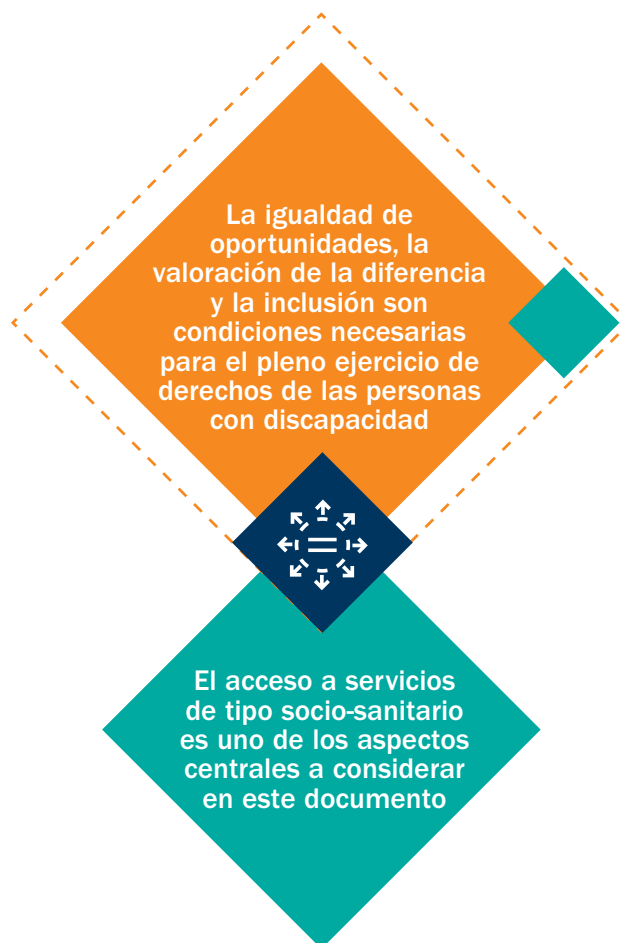 La igualdad de
oportunidades, la
valoración de la diferencia
y la inclusión son
condiciones necesarias
para el pleno ejercicio de
derechos de las personas
con discapacidad
El acceso a servicios
de tipo socio-sanitario
es uno de los aspectos
centrales a considerar
en este documento